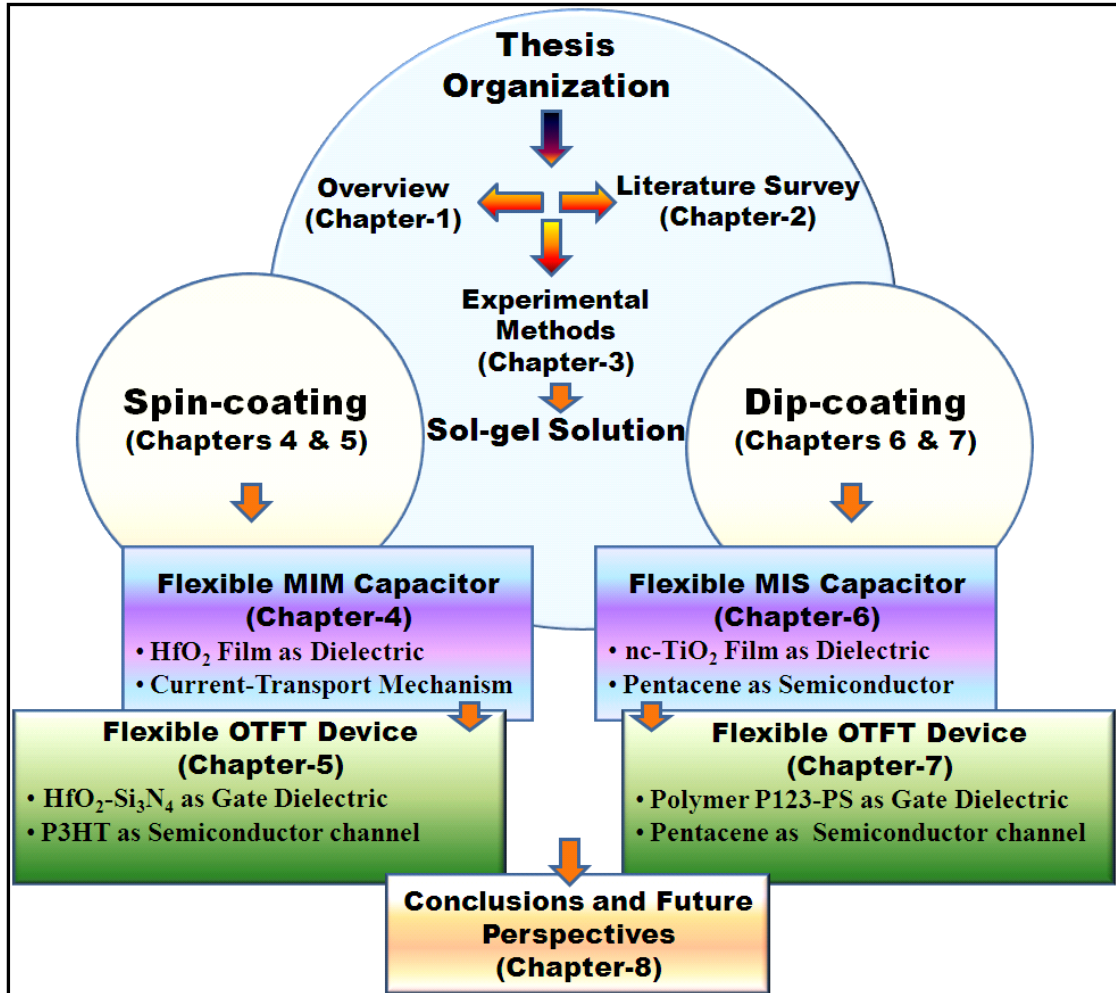 Thesis
Organization
Overview
(Chapter-1)
Literature Survey
(Chapter-2)
Experimental
Methods
(Chapter-3)
Sol-gel Solution
Spin-coating
(Chapters 4 & 5)
Dip-coating
(Chapters 6 & 7)
Flexible MIM Capacitor
(Chapter-4)
• HfO₂ Film as Dielectric
• Current-Transport Mechanism
Flexible OTFT Device
(Chapter-5)
• HfO₂-Si₃N₄ as Gate Dielectric
• P3HT as Semiconductor channel
Flexible MIS Capacitor
(Chapter-6)
• nc-TiO₂ Film as Dielectric
• Pentacene as Semiconductor
Flexible OTFT Device
(Chapter-7)
• Polymer P123-PS as Gate Dielectric
• Pentacene as Semiconductor channel
Conclusions and Future
Perspectives
(Chapter-8)